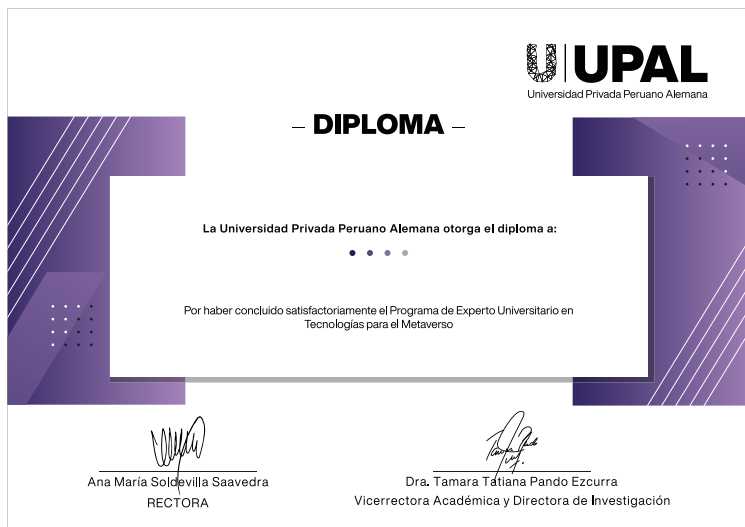 UPAL
Universidad Privada Peruano Alemana
– DIPLOMA –
La Universidad Privada Peruano Alemana otorga el diploma a:
Por haber concluido satisfactoriamente el Programa de Experto Universitario en
Tecnologías para el Metaverso
Ana María Soldevilla Saavedra
RECTORA
Dra. Tamara Tatiana Pando Ezcurra
Vicerrectora Académica y Directora de Investigación